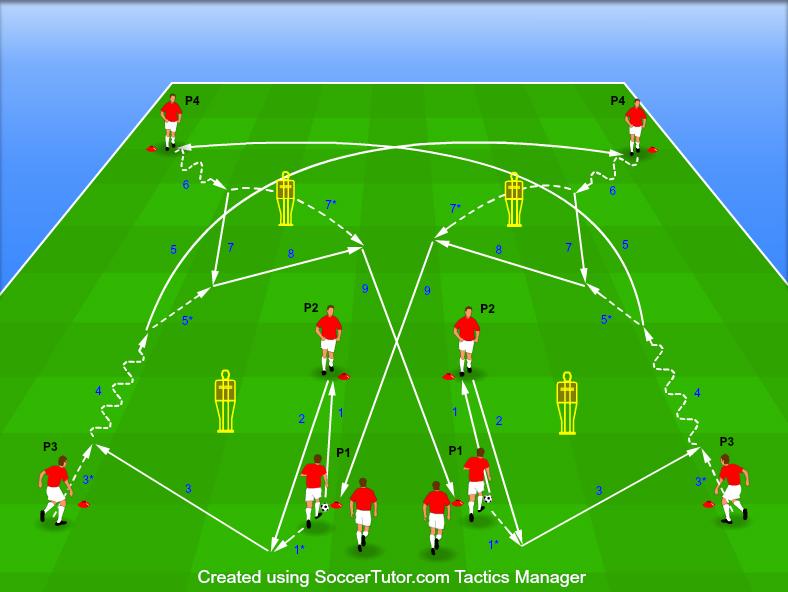 P4 P4
6 6
7* 7*
5 7 8 8 7 5
9 9
5* P2 P2 5*
4 2 1 1 2 4
P3 P1 P1 P3
3* 3 3 3*
1* 1*
Created using SoccerTutor.com Tactics Manager